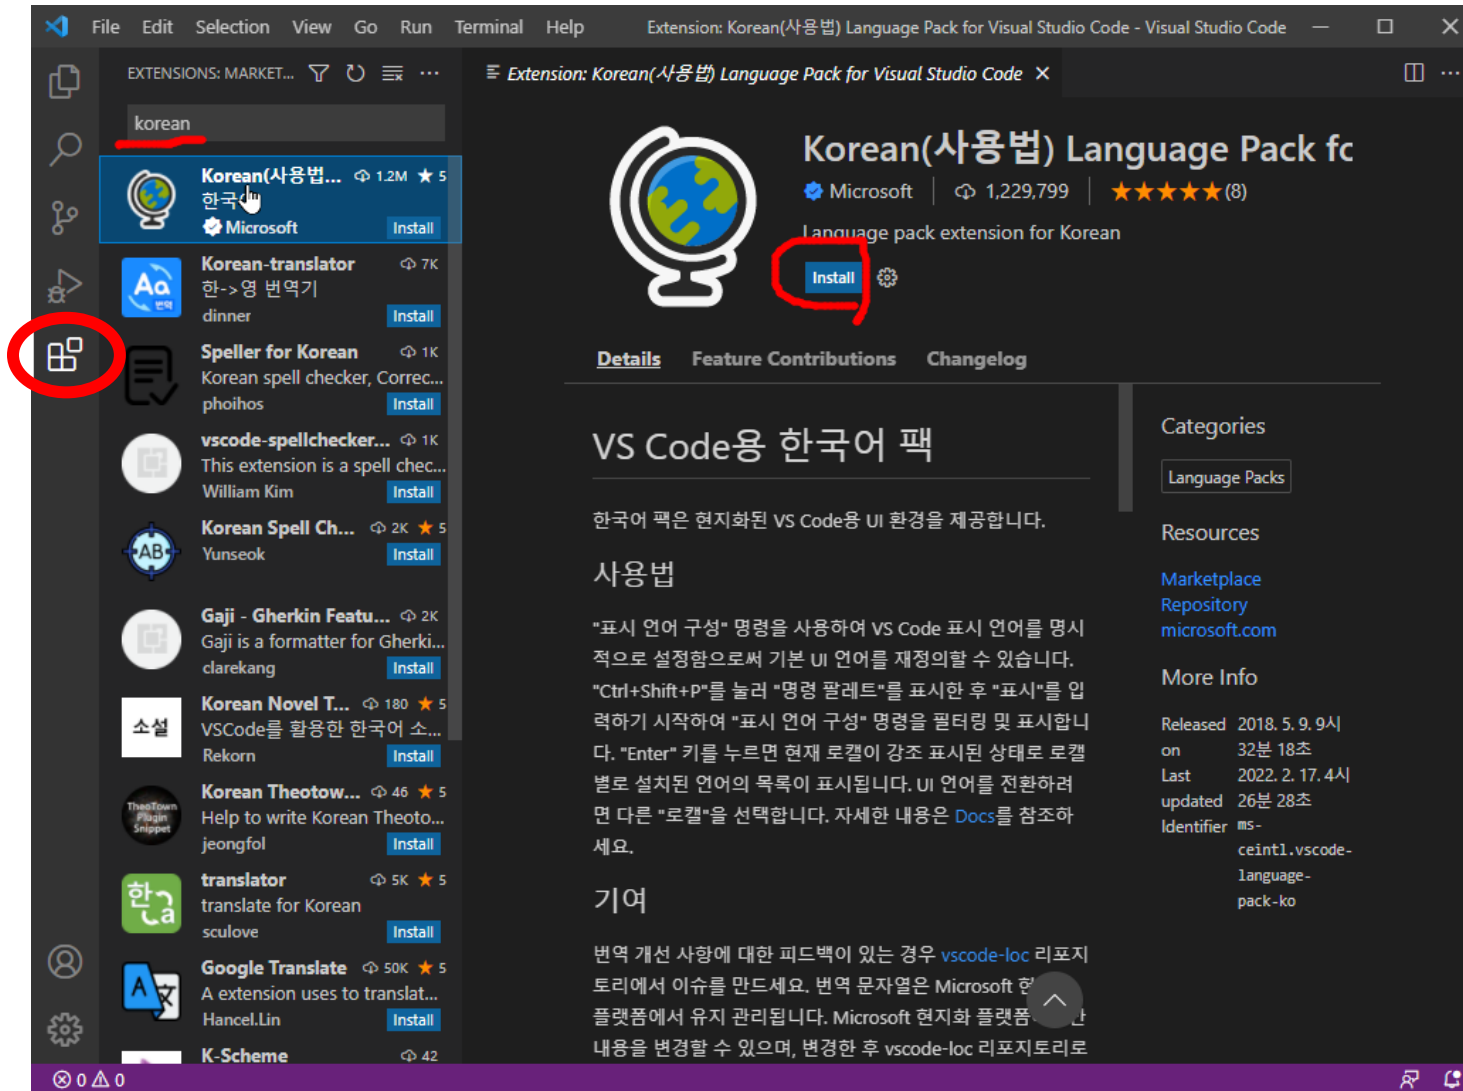 File Edit Selection View Go Run Terminal Help Extension: Korean(사용법) Language Pack for Visual Studio Code - Visual Studio Code
EXTENSIONS: MARKET...
korean
Korean(사용법... 1.2M ★ 5
한국
Microsoft Install
Korean-translator 7K
한->영 번역기
dinner Install
Speller for Korean 1K
Korean spell checker, Correc...
phoihos Install
vscode-spellchecker... 1K
This extension is a spell chec...
William Kim Install
Korean Spell Ch... 2K ★ 5
Yunseok Install
Gaji - Gherkin Featu... 2K
Gaji is a formatter for Gherki...
clarekang Install
소설
Korean Novel T... 180 ★ 5
VSCode를 활용한 한국어 소...
Rekorn Install
TheoTown
Plugin
Snippet
Korean Theotow... 46 ★ 5
Help to write Korean Theoto...
jeongfol Install
translator 5K ★ 5
translate for Korean
sculove Install
Google Translate 50K ★ 5
A extension uses to translat...
Hancel.Lin Install
K-Scheme 42
Aa
번역
AB
한
a
A 文
Extension: Korean(사용법) Language Pack for Visual Studio Code ×
Korean(사용법) Language Pack fo
Microsoft 1,229,799 ★★★★★(8)
Language pack extension for Korean
Install
Details Feature Contributions Changelog
VS Code용 한국어 팩
한국어 팩은 현지화된 VS Code용 UI 환경을 제공합니다.
사용법
"표시 언어 구성" 명령을 사용하여 VS Code 표시 언어를 명시
적으로 설정함으로써 기본 UI 언어를 재정의할 수 있습니다.
"Ctrl+Shift+P"를 눌러 "명령 팔레트"를 표시한 후 "표시"를 입
력하기 시작하여 "표시 언어 구성" 명령을 필터링 및 표시합니
다. "Enter" 키를 누르면 현재 로캘이 강조 표시된 상태로 로캘
별로 설치된 언어의 목록이 표시됩니다. UI 언어를 전환하려
면 다른 "로캘"을 선택합니다. 자세한 내용은 Docs를 참조하
세요.
기여
번역 개선 사항에 대한 피드백이 있는 경우 vscode-loc 리포지
토리에서 이슈를 만드세요. 번역 문자열은 Microsoft 현
플랫폼에서 유지 관리됩니다. Microsoft 현지화 플랫폼
내용을 변경할 수 있으며, 변경한 후 vscode-loc 리포지토리로
Categories
Language Packs
Resources
Marketplace
Repository
microsoft.com
More Info
Released on 2018. 5. 9. 9시 32분 18초
Last updated 2022. 2. 17. 4시 26분 28초
Identifier ms-
ceintl.vscode-
language-
pack-ko
0 0